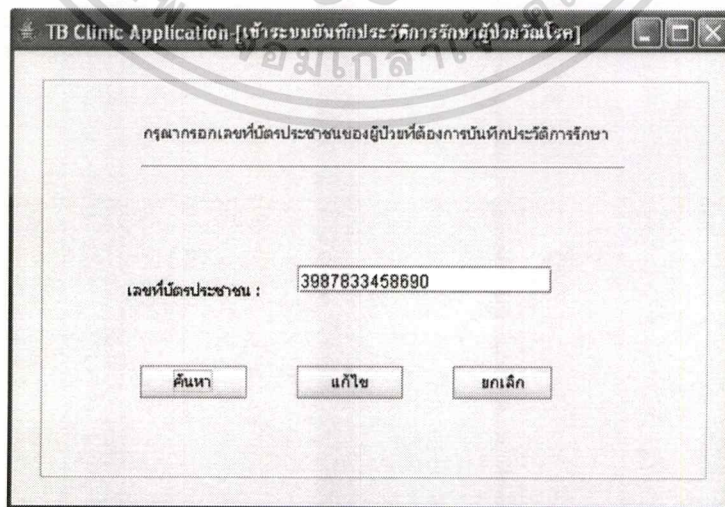 TB Clinic Application-[เข้าระบบบันทึกประวัติการรักษาผู้ป่วยวัณโรค]
กรุณากรอกเลขที่บัตรประชาชนของผู้ป่วยที่ต้องการบันทึกประวัติการรักษา
เลขที่บัตรประชาชน :
3987833458690
ค้นหา
แก้ไข
ยกเลิก